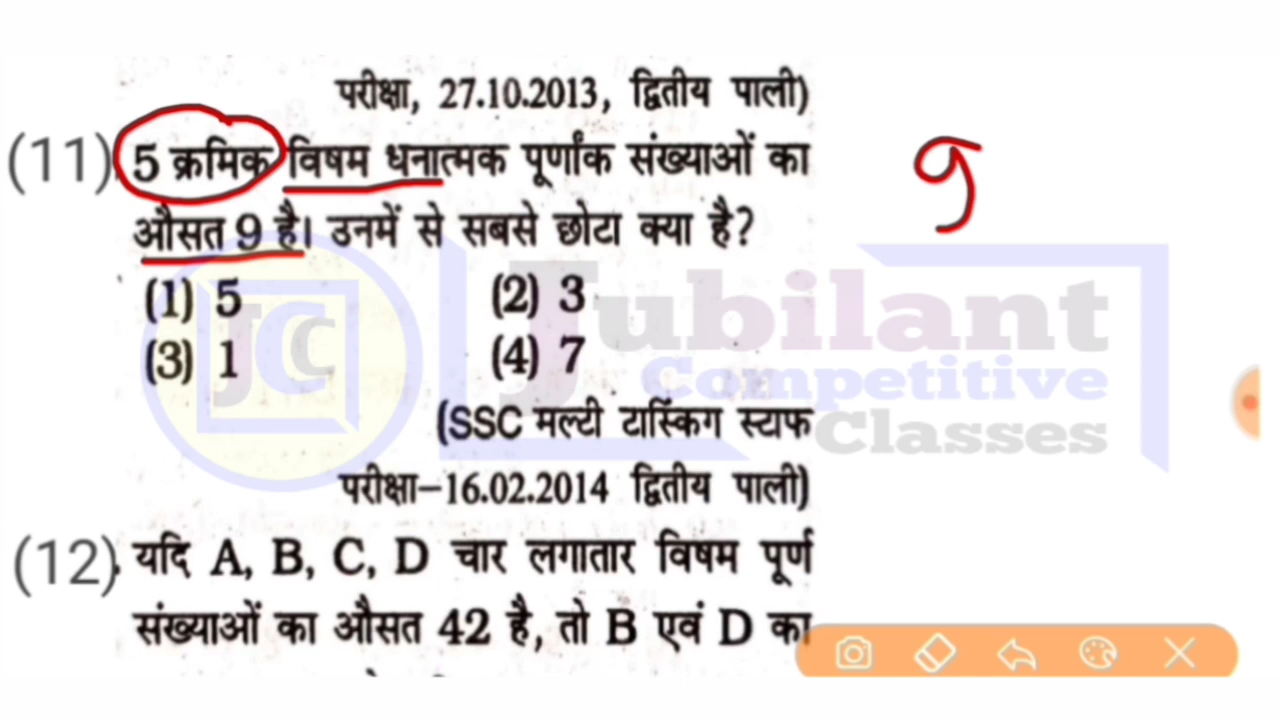 परीक्षा, 27.10.2013, द्वितीय पाली)
(11). 5 क्रमिक विषम धनात्मक पूर्णांक संख्याओं का
औसत 9 है। उनमें से सबसे छोटा क्या है?
(1) 5 (2) 3
(3) 1 (4) 7
(SSC मल्टी टास्किंग स्टाफ
परीक्षा–16.02.2014 द्वितीय पाली)
(12). यदि A, B, C, D चार लगातार विषम पूर्ण
संख्याओं का औसत 42 है, तो B एवं D का
9
JC
Jubilant
Competitive
Classes